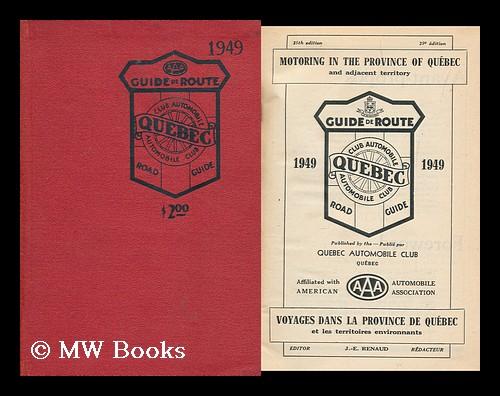 1949
AAA
GUIDE DE ROUTE
CLUB AUTOMOBILE
QUEBEC
AUTOMOBILE CLUB
ROAD GUIDE
$2.00
© MW Books
25th edition 25e édition
MOTORING IN THE PROVINCE OF QUÉBEC
and adjacent territory
GUIDE DE ROUTE
1949 1949
CLUB AUTOMOBILE
QUEBEC
AUTOMOBILE CLUB
ROAD GUIDE
Published by the — Publié par
QUEBEC AUTOMOBILE CLUB
QUÉBEC
Affiliated with AUTOMOBILE
AAA
AMERICAN ASSOCIATION
VOYAGES DANS LA PROVINCE DE QUÉBEC
et les territoires environnants
EDITOR J.-E. RENAUD RÉDACTEUR